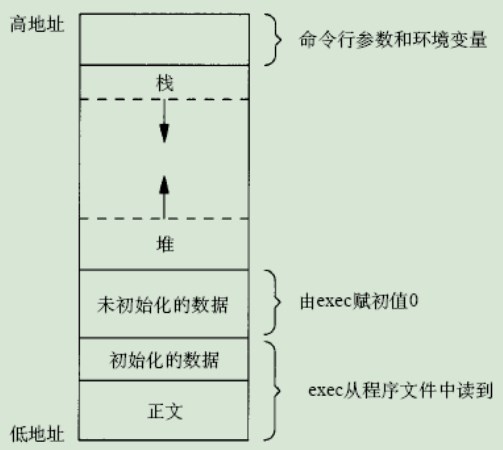 高地址
命令行参数和环境变量
栈
堆
未初始化的数据
由exec赋初值0
初始化的数据
exec从程序文件中读到
正文
低地址